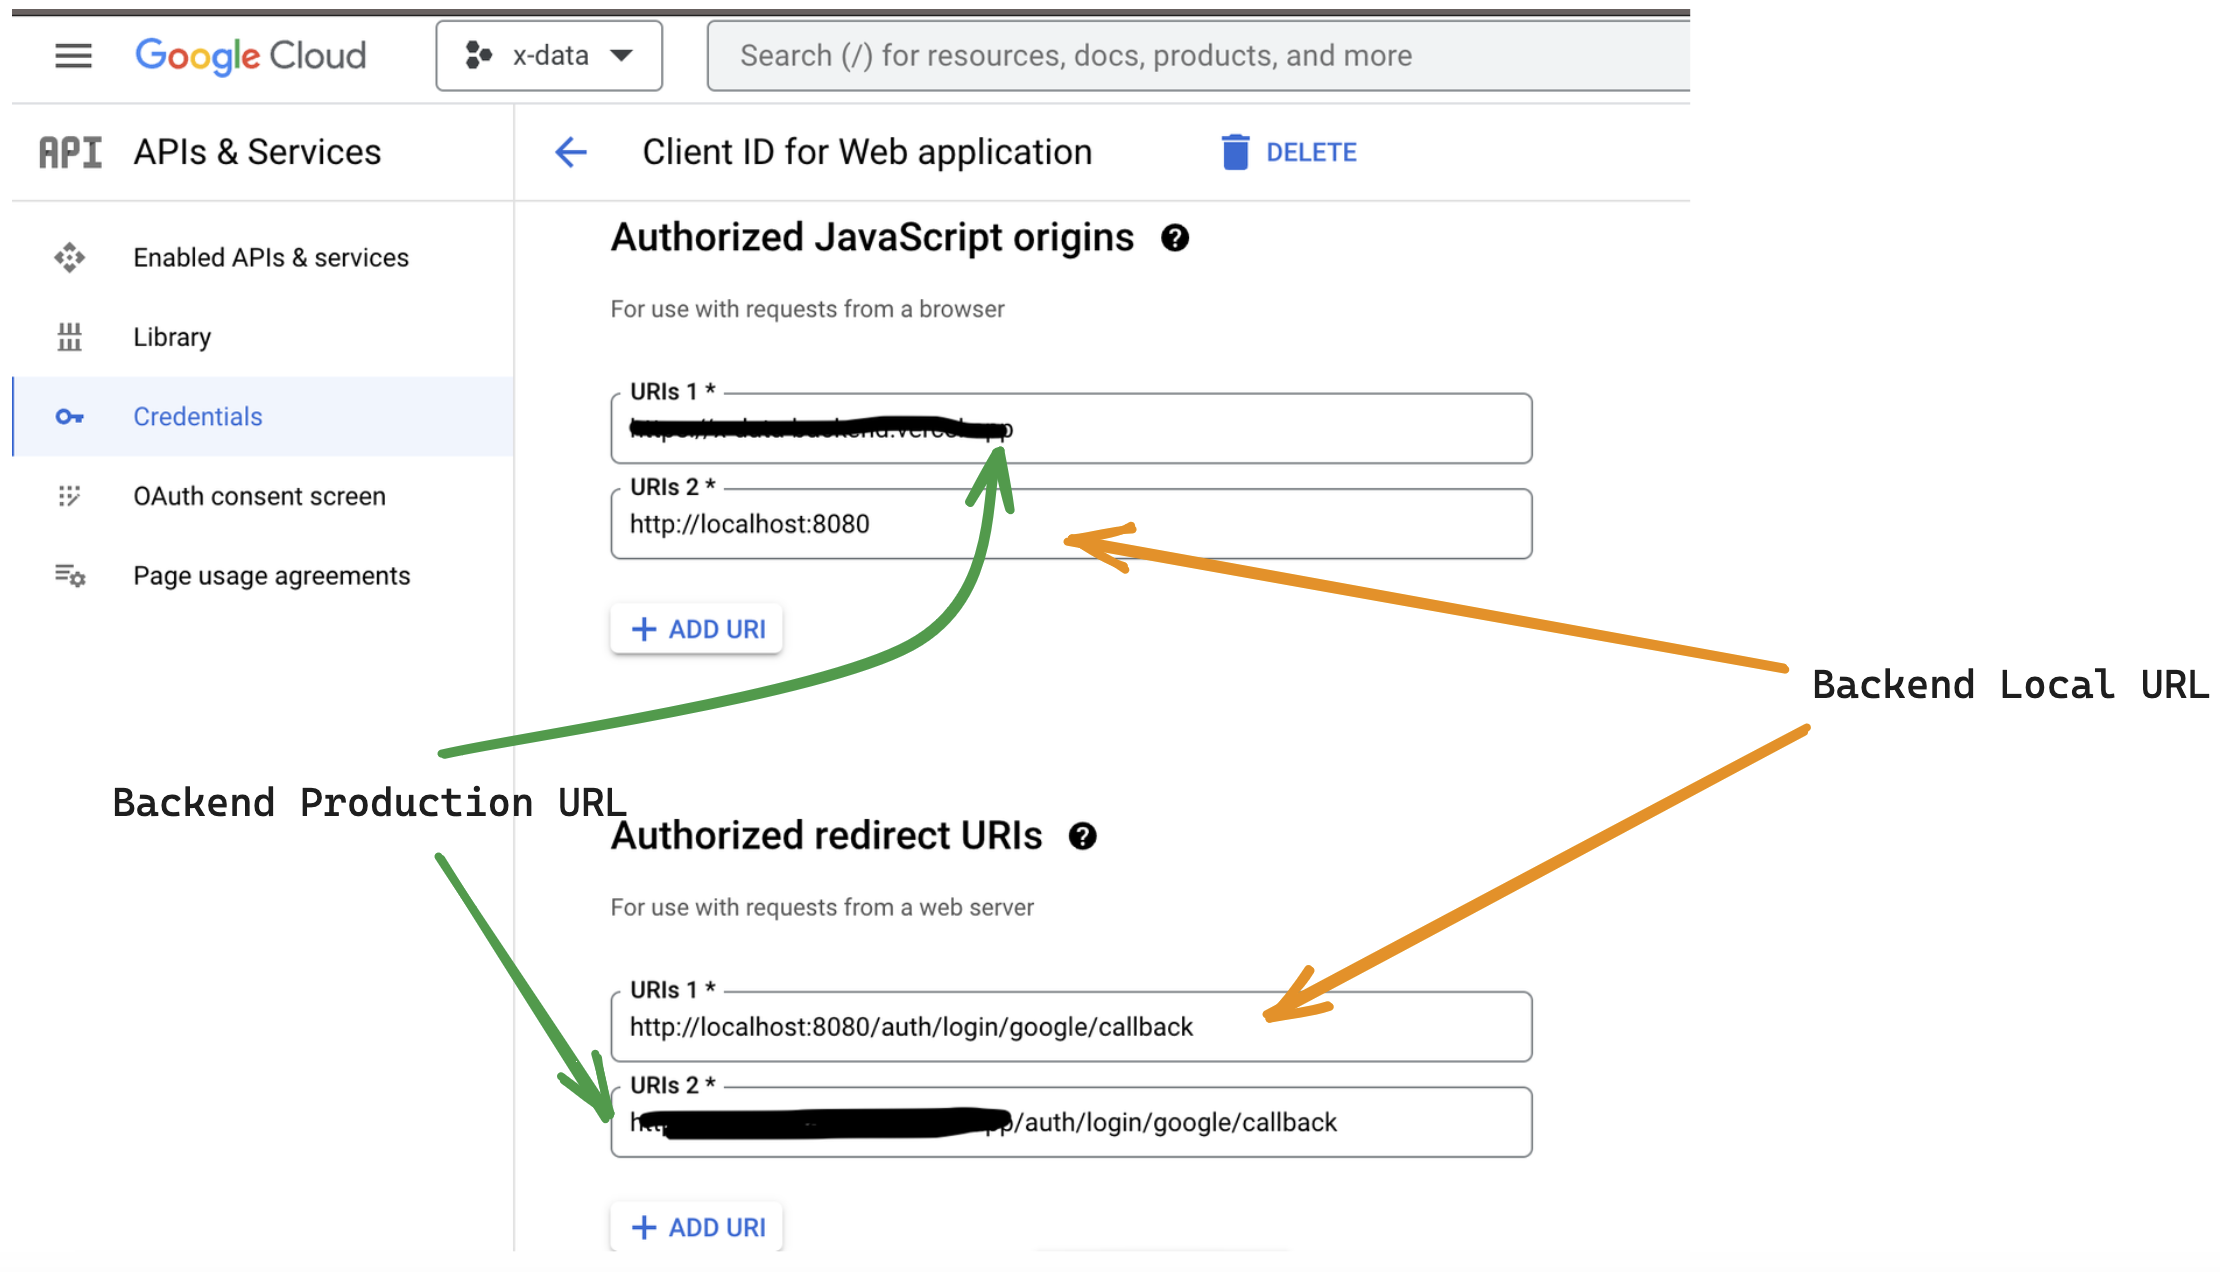 Google Cloud
x-data
Search (/) for resources, docs, products, and more
API
APIs & Services
Client ID for Web application
DELETE
Enabled APIs & services
Library
Credentials
OAuth consent screen
Page usage agreements
Authorized JavaScript origins
For use with requests from a browser
URIs 1 *
URIs 2 *
http://localhost:8080
+ ADD URI
Backend Local URL
Backend Production URL
Authorized redirect URIs
For use with requests from a web server
URIs 1 *
http://localhost:8080/auth/login/google/callback
URIs 2 *
/auth/login/google/callback
+ ADD URI